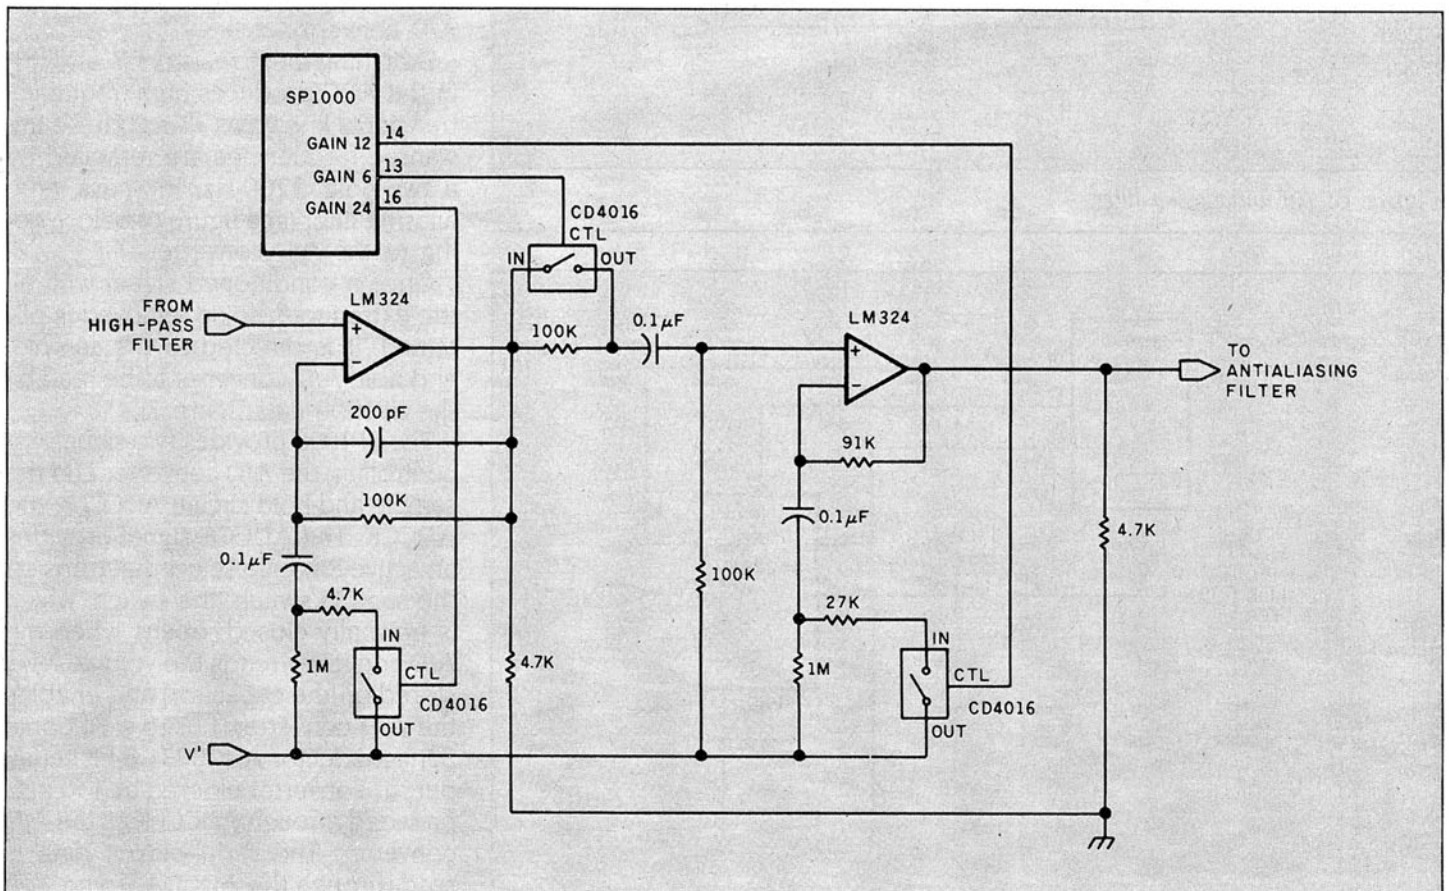 SP1000
GAIN 12
14
GAIN 6
13
GAIN 24
16
CD4016
CTL
IN
OUT
FROM
HIGH-PASS
FILTER
LM324
+
−
100K
0.1µF
LM324
+
−
TO
ANTIALIASING
FILTER
200 pF
91K
100K
0.1µF
0.1µF
4.7K
100K
4.7K
27K
IN
IN
1M
CTL
4.7K
1M
CTL
CD4016
CD4016
OUT
OUT
V'